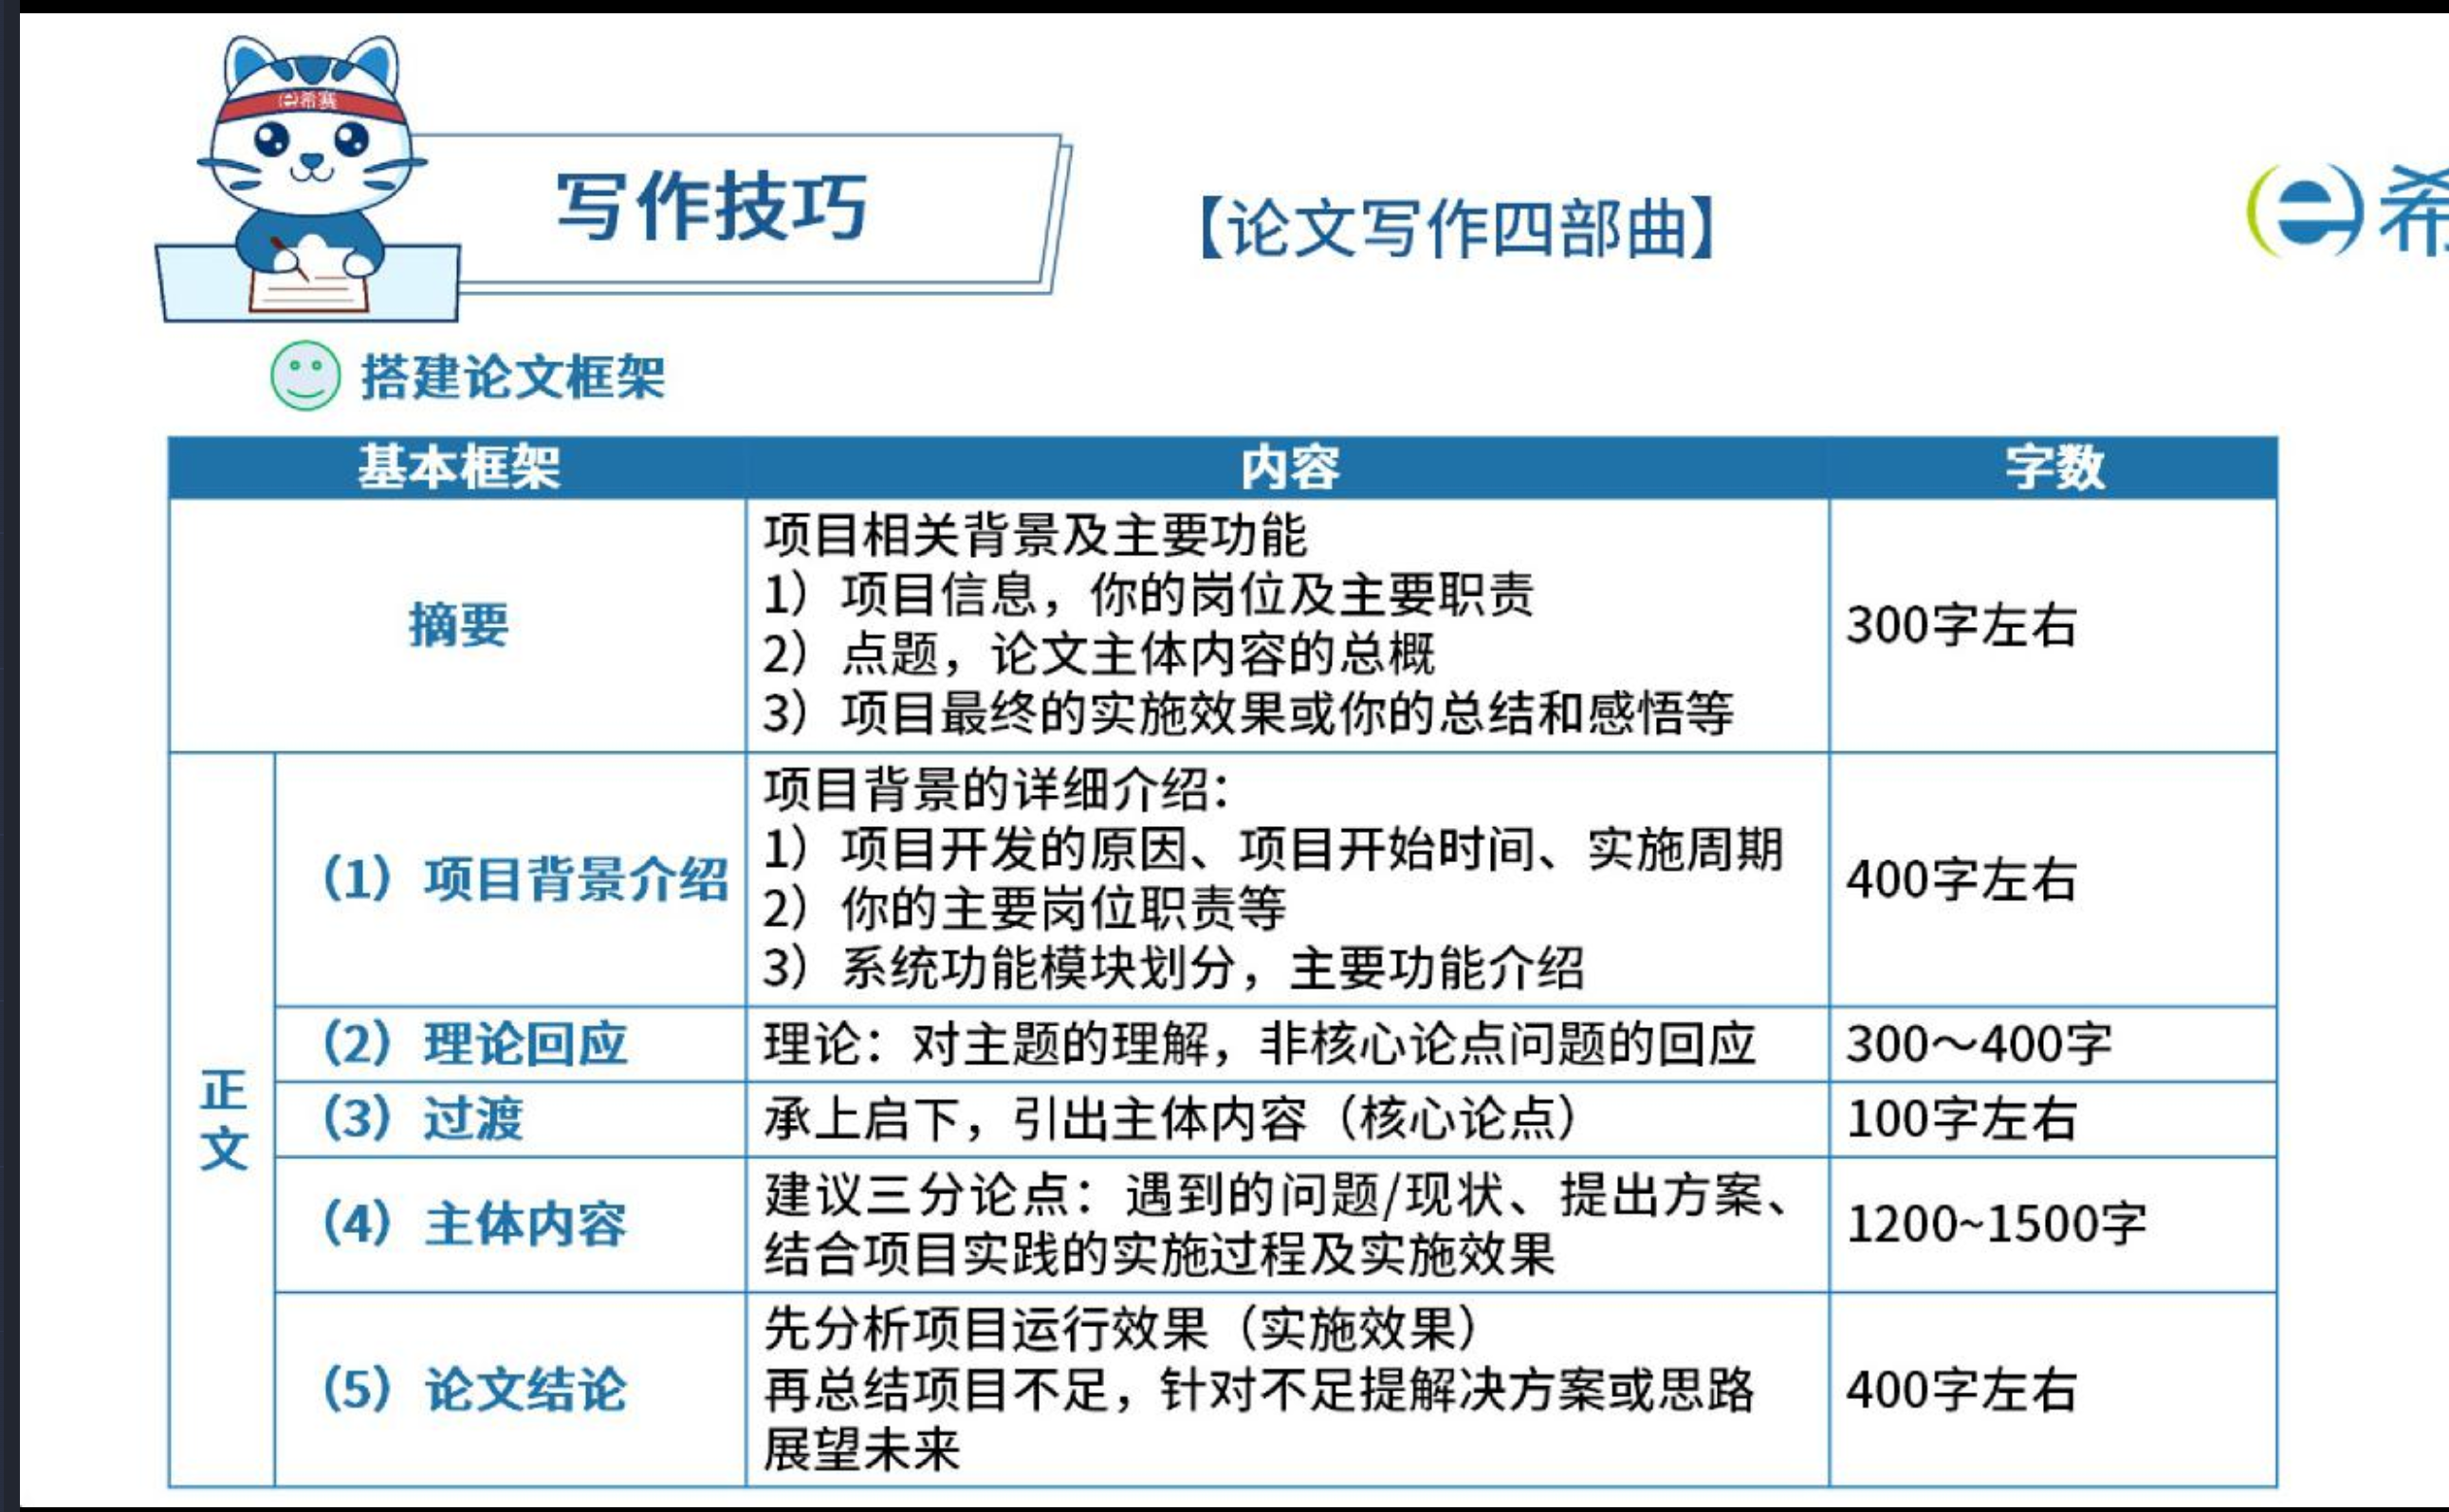 e希赛
写作技巧
【论文写作四部曲】
e希
搭建论文框架
基本框架
内容
字数
摘要
项目相关背景及主要功能
1）项目信息，你的岗位及主要职责
2）点题，论文主体内容的总概
3）项目最终的实施效果或你的总结和感悟等
300字左右
正文
（1）项目背景介绍
项目背景的详细介绍：
1）项目开发的原因、项目开始时间、实施周期
2）你的主要岗位职责等
3）系统功能模块划分，主要功能介绍
400字左右
（2）理论回应
理论：对主题的理解，非核心论点问题的回应
300～400字
（3）过渡
承上启下，引出主体内容（核心论点）
100字左右
（4）主体内容
建议三分论点：遇到的问题/现状、提出方案、
结合项目实践的实施过程及实施效果
1200~1500字
（5）论文结论
先分析项目运行效果（实施效果）
再总结项目不足，针对不足提解决方案或思路
展望未来
400字左右